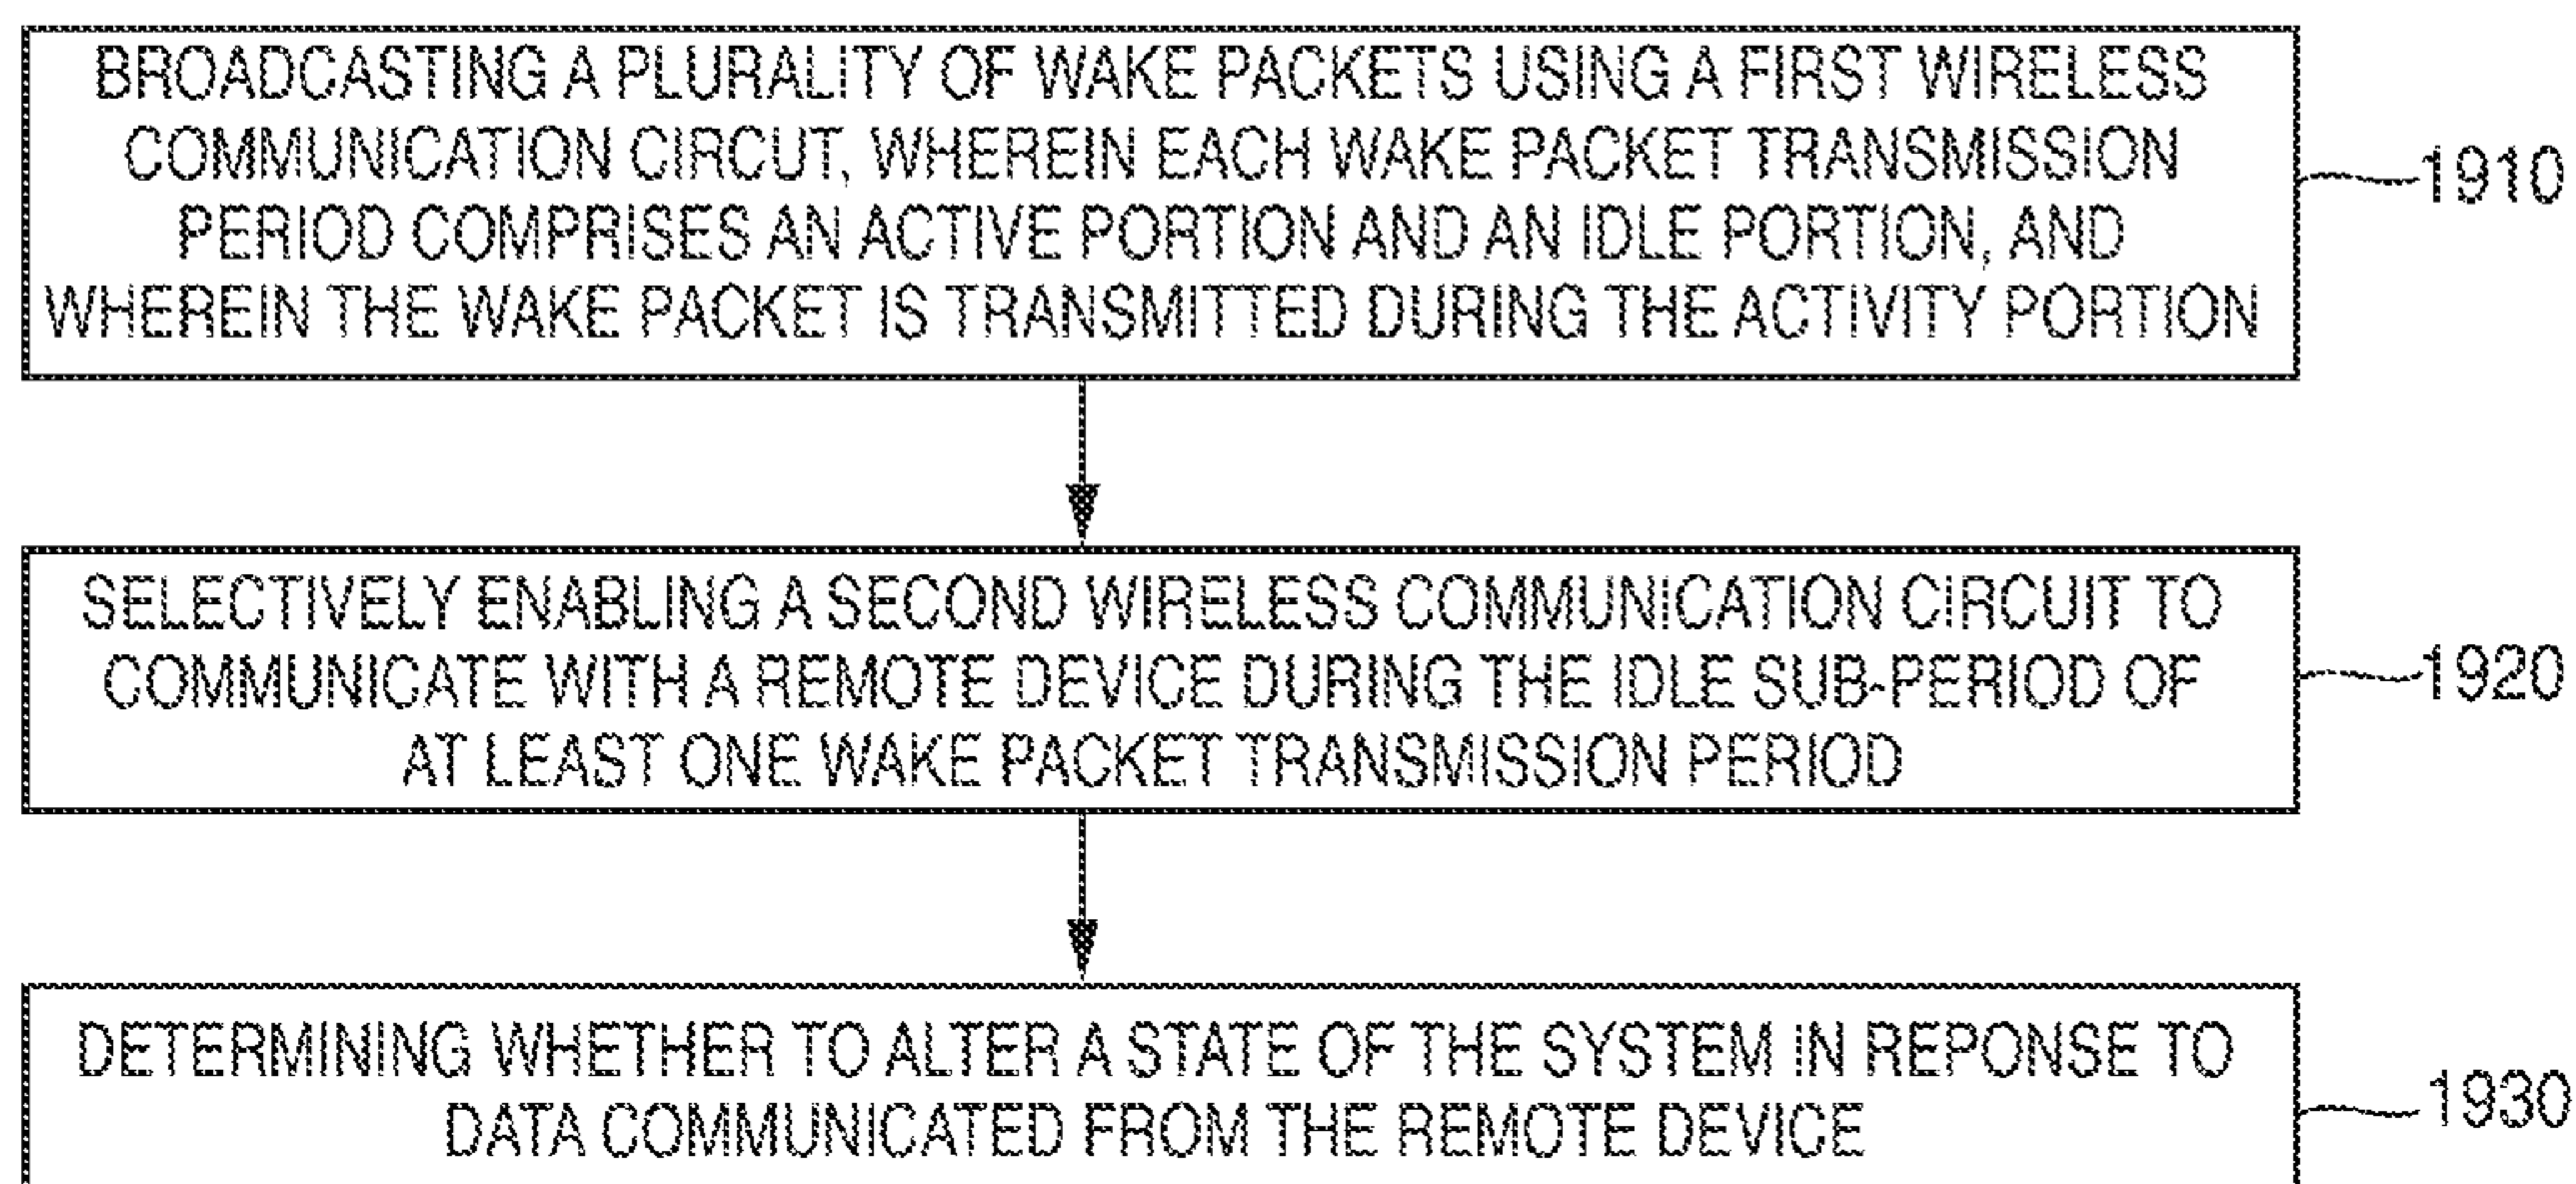 BROADCASTING A PLURALITY OF WAKE PACKETS USING A FIRST WIRELESS
COMMUNICATION CIRCUT, WHEREIN EACH WAKE PACKET TRANSMISSION
PERIOD COMPRISES AN ACTIVE PORTION AND AN IDLE PORTION, AND
WHEREIN THE WAKE PACKET IS TRANSMITTED DURING THE ACTIVITY PORTION
1910
SELECTIVELY ENABLING A SECOND WIRELESS COMMUNICATION CIRCUIT TO
COMMUNICATE WITH A REMOTE DEVICE DURING THE IDLE SUB-PERIOD OF
AT LEAST ONE WAKE PACKET TRANSMISSION PERIOD
1920
DETERMINING WHETHER TO ALTER A STATE OF THE SYSTEM IN REPONSE TO
DATA COMMUNICATED FROM THE REMOTE DEVICE
1930